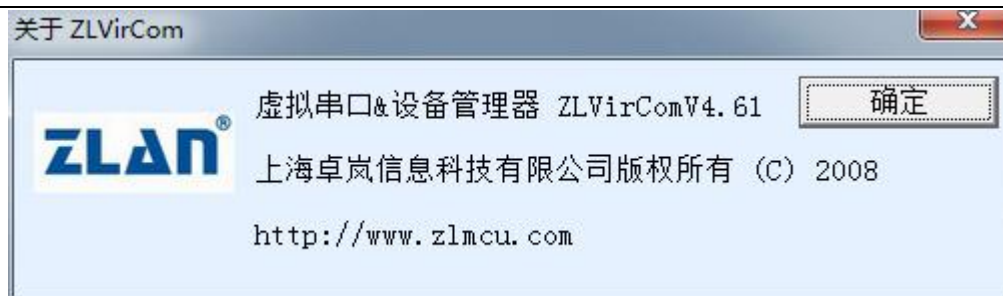 关于 ZLVirCom
虚拟串口&设备管理器 ZLVirComV4.61
确定
ZLAN®
上海卓岚信息科技有限公司版权所有 (C) 2008
http://www.zlmcu.com